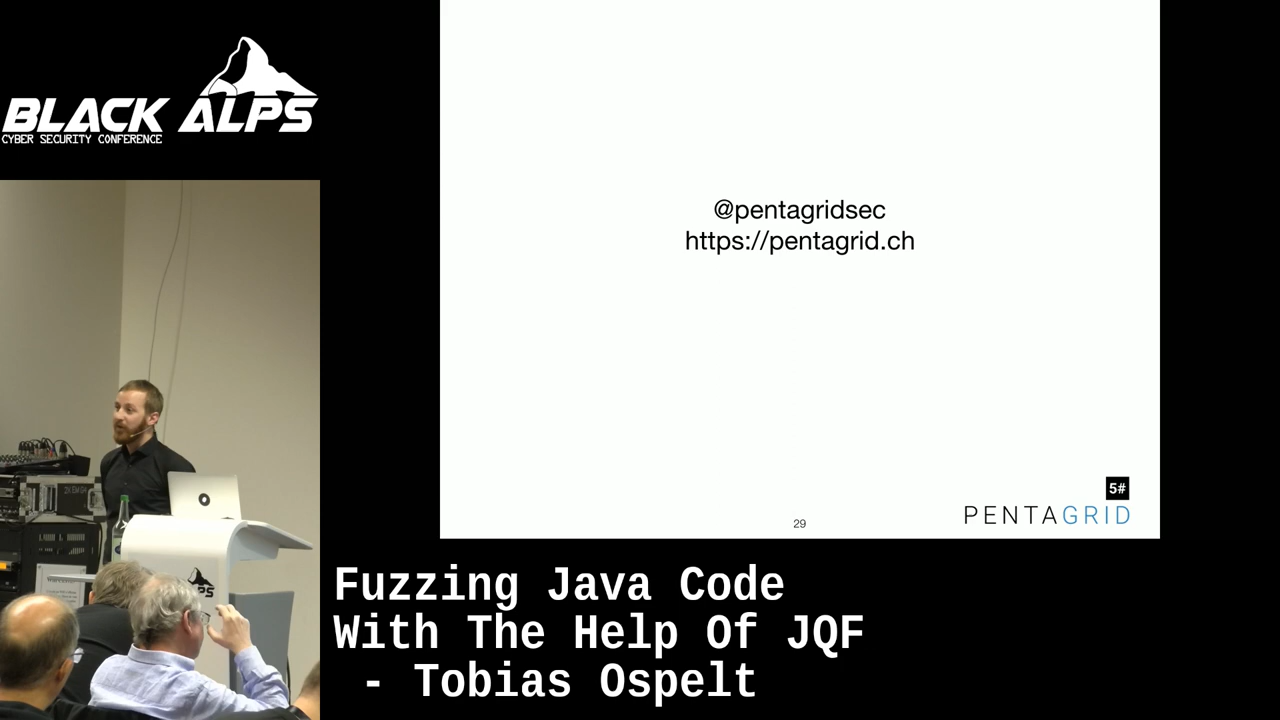 BLACK ALPS
CYBER SECURITY CONFERENCE
@pentagridsec
https://pentagrid.ch
29
5#
PENTAGRID
Fuzzing Java Code
With The Help Of JQF
- Tobias Ospelt